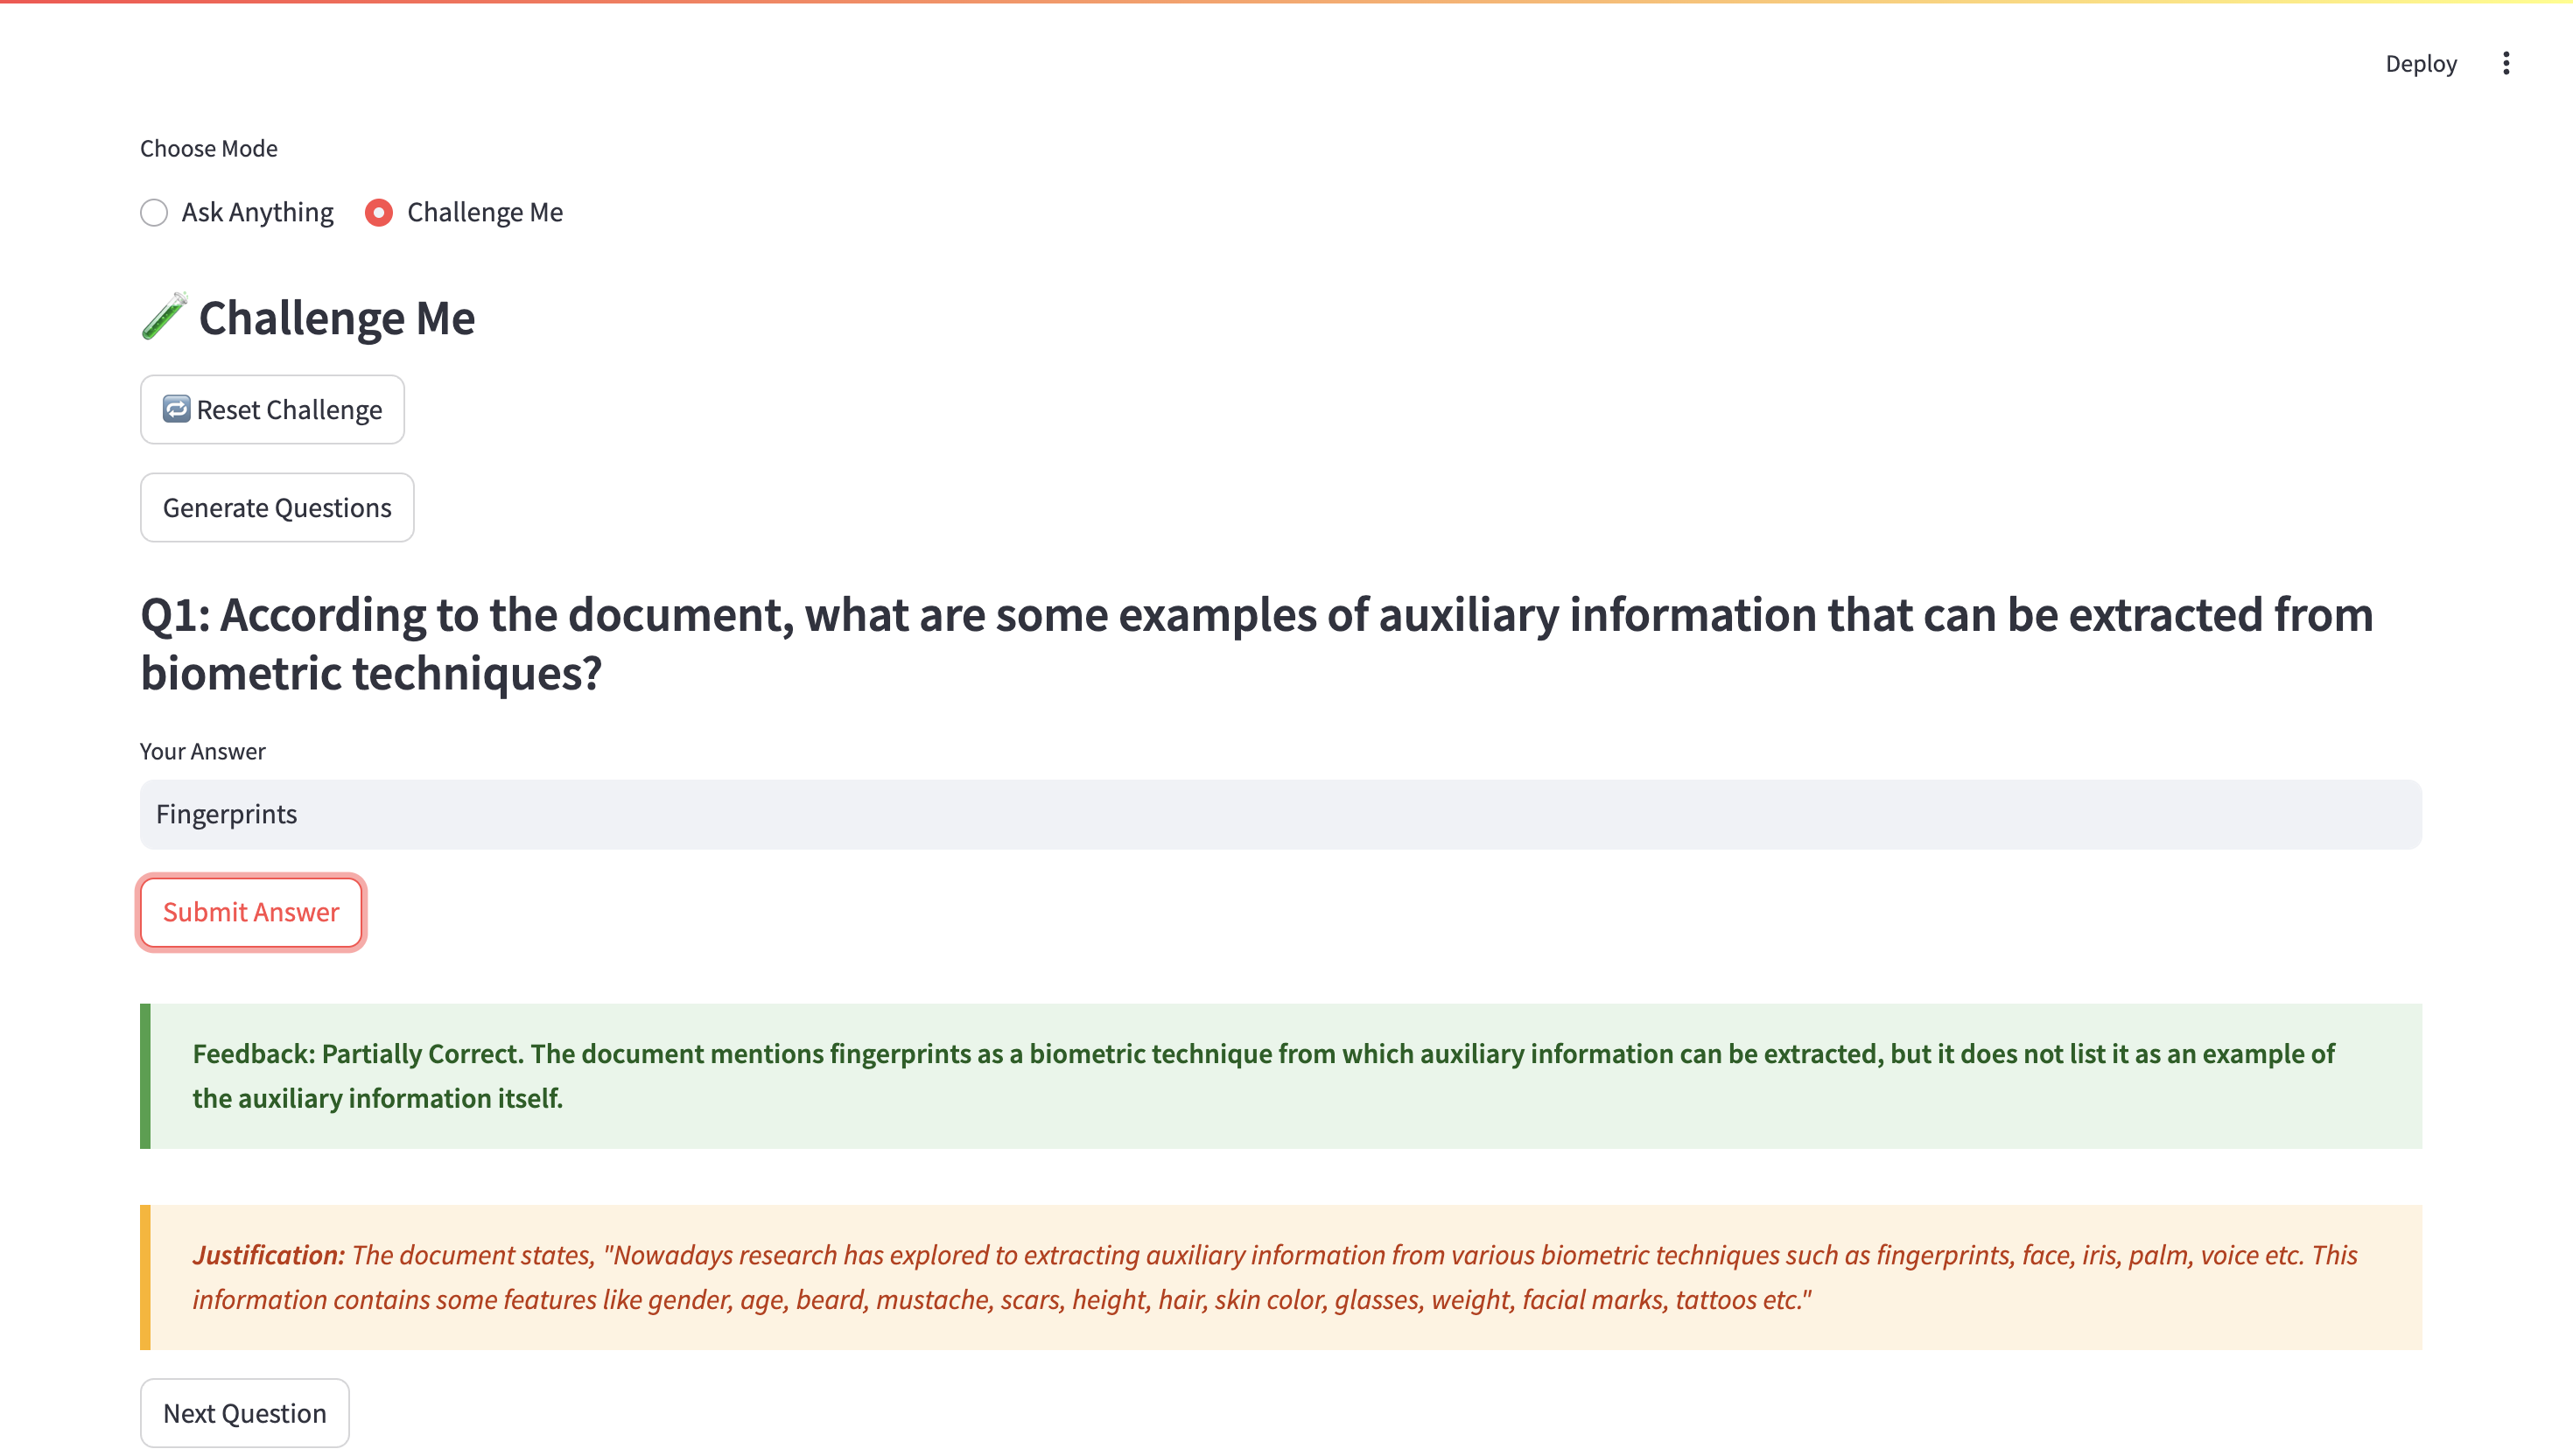 Deploy
Choose Mode
Ask Anything
Challenge Me
Challenge Me
Reset Challenge
Generate Questions
Q1: According to the document, what are some examples of auxiliary information that can be extracted from
biometric techniques?
Your Answer
Fingerprints
Submit Answer
Feedback: Partially Correct. The document mentions fingerprints as a biometric technique from which auxiliary information can be extracted, but it does not list it as an example of
the auxiliary information itself.
Justification: The document states, "Nowadays research has explored to extracting auxiliary information from various biometric techniques such as fingerprints, face, iris, palm, voice etc. This
information contains some features like gender, age, beard, mustache, scars, height, hair, skin color, glasses, weight, facial marks, tattoos etc."
Next Question